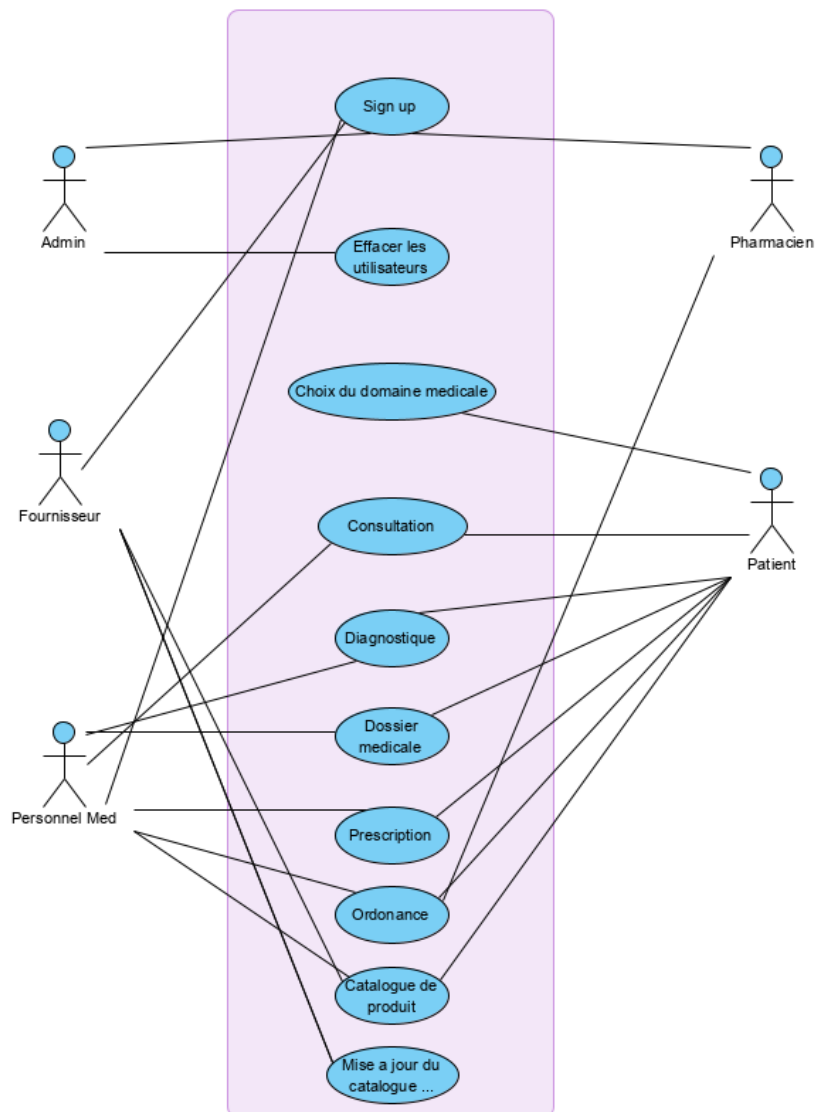 Sign up
Admin
Pharmacien
Effacer les
utilisateurs
Choix du domaine medicale
Fournisseur
Consultation
Patient
Diagnostique
Dossier
medicale
Personnel Med
Prescription
Ordonance
Catalogue de
produit
Mise a jour du
catalogue ...